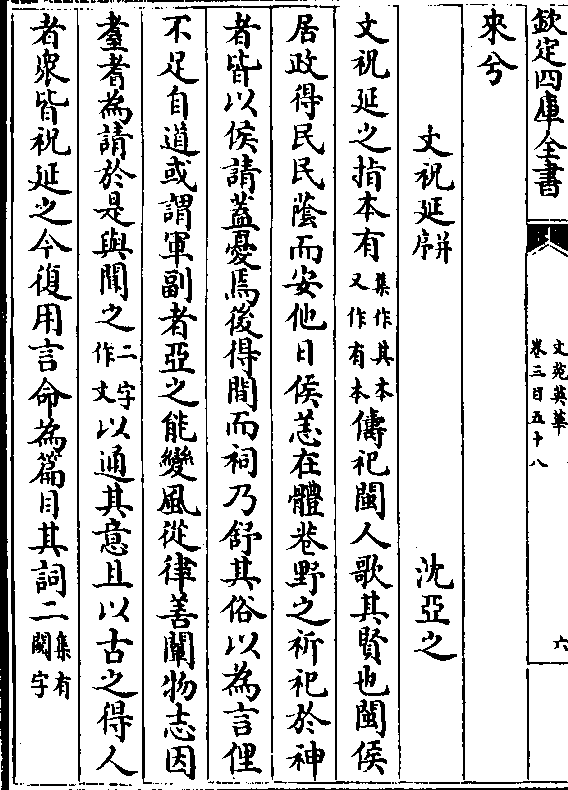 欽定四庫全書
文苑英華
卷三百五十八
六
來兮
文祝延并序
沈亞之
文祝延之指本有集作其本又作有本儔祀閩人歌其賢也閩侯
居政得民民蔭而安他日侯恙在體巷野之祈祀於神
者皆以侯請蓋憂焉後得間而祠乃舒其俗以為言俚
不足自道或謂軍副者亞之能變風從律善闡物志因
耋耆為請於是與聞之二字作文以通其意且以古之得人
者衆皆祝延之今復用言命為篇目其詞二集有闋字